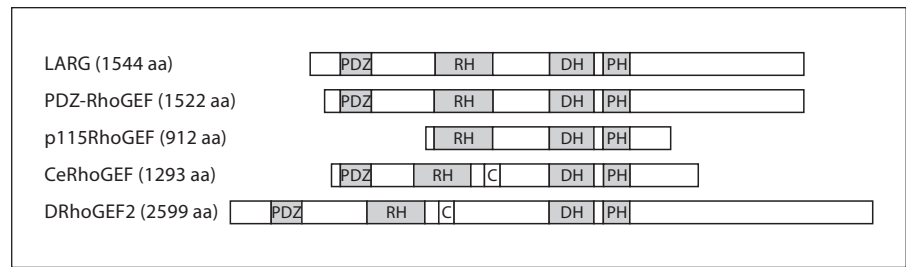 LARG (1544 aa) PDZ RH DH PH
PDZ-RhoGEF (1522 aa) PDZ RH DH PH
p115RhoGEF (912 aa) RH DH PH
CeRhoGEF (1293 aa) PDZ RH C DH PH
DRhoGEF2 (2599 aa) PDZ RH C DH PH